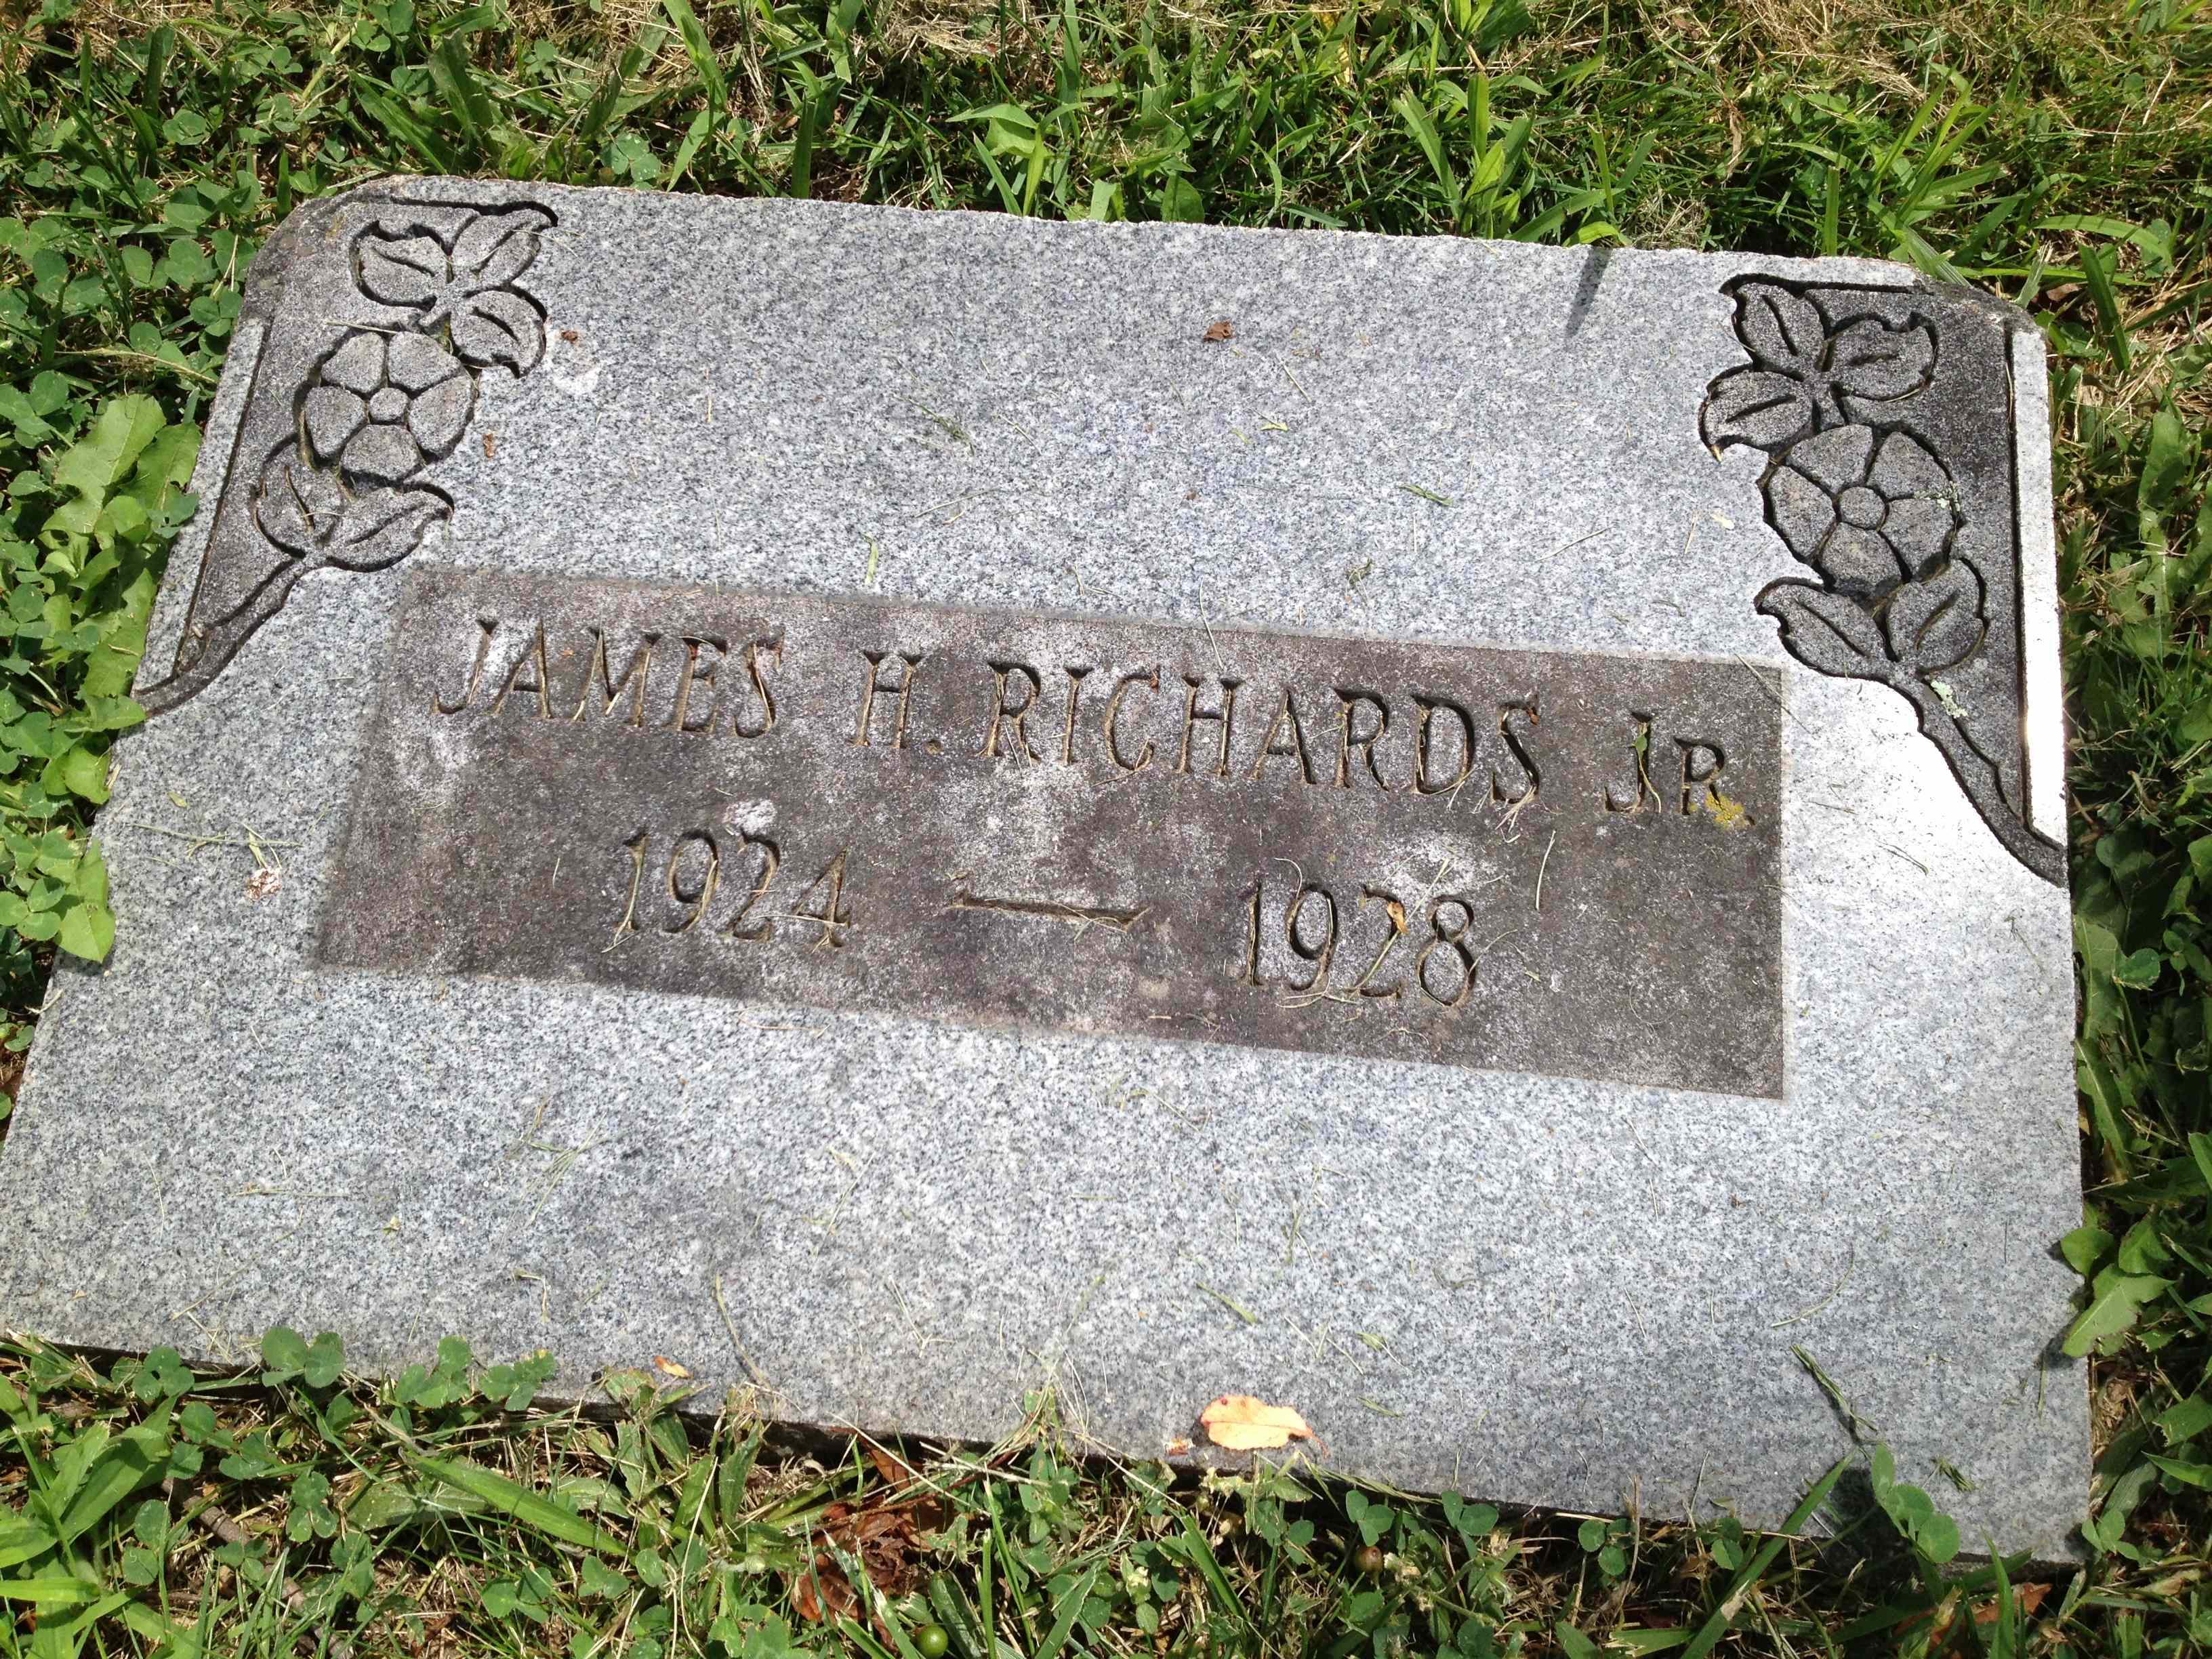 JAMES H. RICHARDS JR.
1924 — 1928